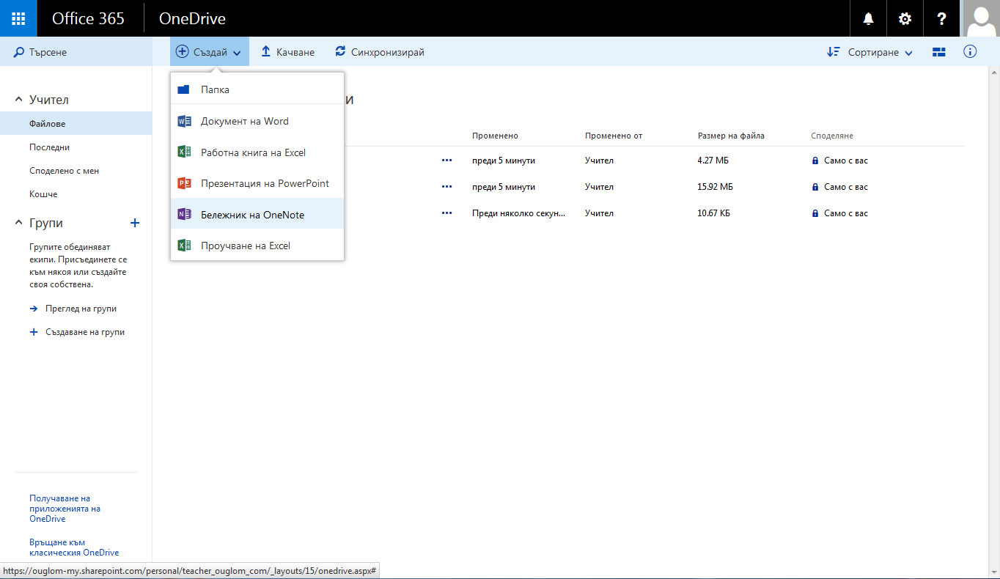 Office 365 OneDrive ?
Търсене Създай Качване Синхронизирай Сортиране
Учител
Файлове
Последни
Споделено с мен
Кошче
Групи
Групите обединяват
екипи. Присъединете се
към някоя или създайте
своя собствена.
Преглед на групи
Създаване на групи
Получаване на
приложенията на
OneDrive
Връщане към
класическия OneDrive
Папка
Документ на Word
Работна книга на Excel
Презентация на PowerPoint
Бележник на OneNote
Проучване на Excel
Променено Променено от Размер на файла Споделяне
преди 5 минути Учител 4.27 МБ Само с вас
преди 5 минути Учител 15.92 МБ Само с вас
Преди няколко секун... Учител 10.67 КБ Само с вас
https://ouglom-my.sharepoint.com/personal/teacher_ouglom_com/_layouts/15/onedrive.aspx#